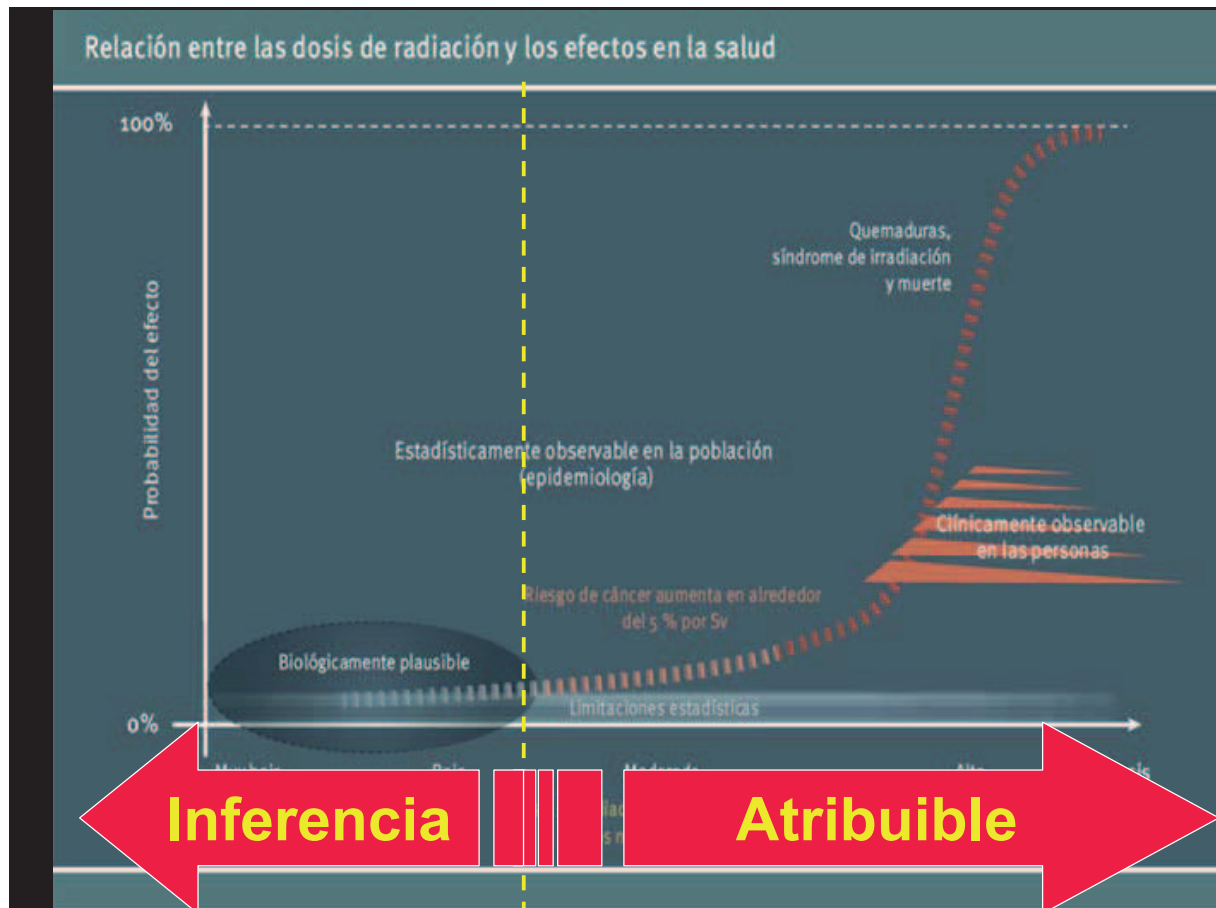 Relación entre las dosis de radiación y los efectos en la salud
100%
Quemaduras,
síndrome de irradiación
y muerte
Probabilidad del efecto
Estadísticamente observable en la población
(epidemiología)
Clínicamente observable
en las personas
Riesgo de cáncer aumenta en alrededor
del 5 % por Sv
Biológicamente plausible
Limitaciones estadísticas
0%
Inferencia
Atribuible